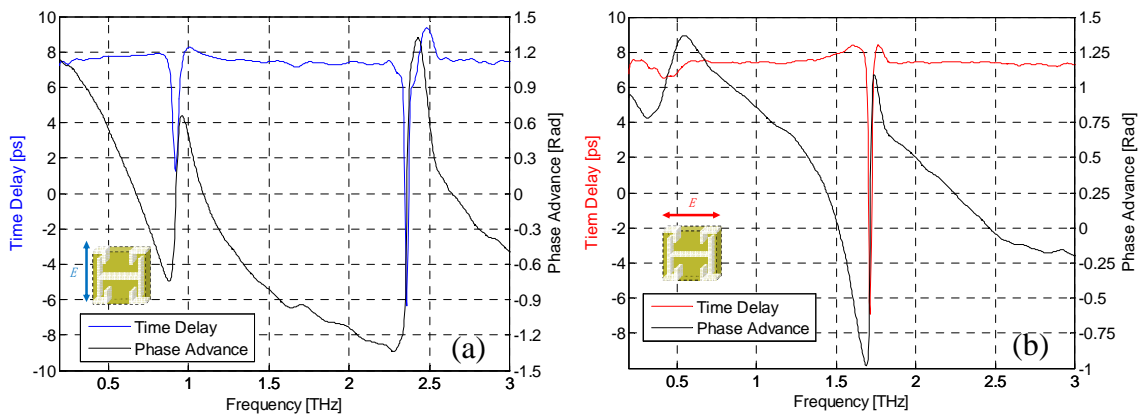 10
8
6
4
2
0
-2
-4
-6
-8
-10
Time Delay [ps]
1.5
1.2
0.9
0.6
0.3
0
-0.3
-0.6
-0.9
-1.2
-1.5
Phase Advance [Rad]
E
Time Delay
Phase Advance
(a)
0.5 1 1.5 2 2.5 3
Frequency [THz]
10
8
6
4
2
0
-2
-4
-6
-8
Tiem Delay [ps]
1.5
1.25
1
0.75
0.5
0.25
0
-0.25
-0.5
-0.75
-1
Phase Advance [Rad]
E
Time Delay
Phase Advance
(b)
0.5 1 1.5 2 2.5 3
Frequency [THz]